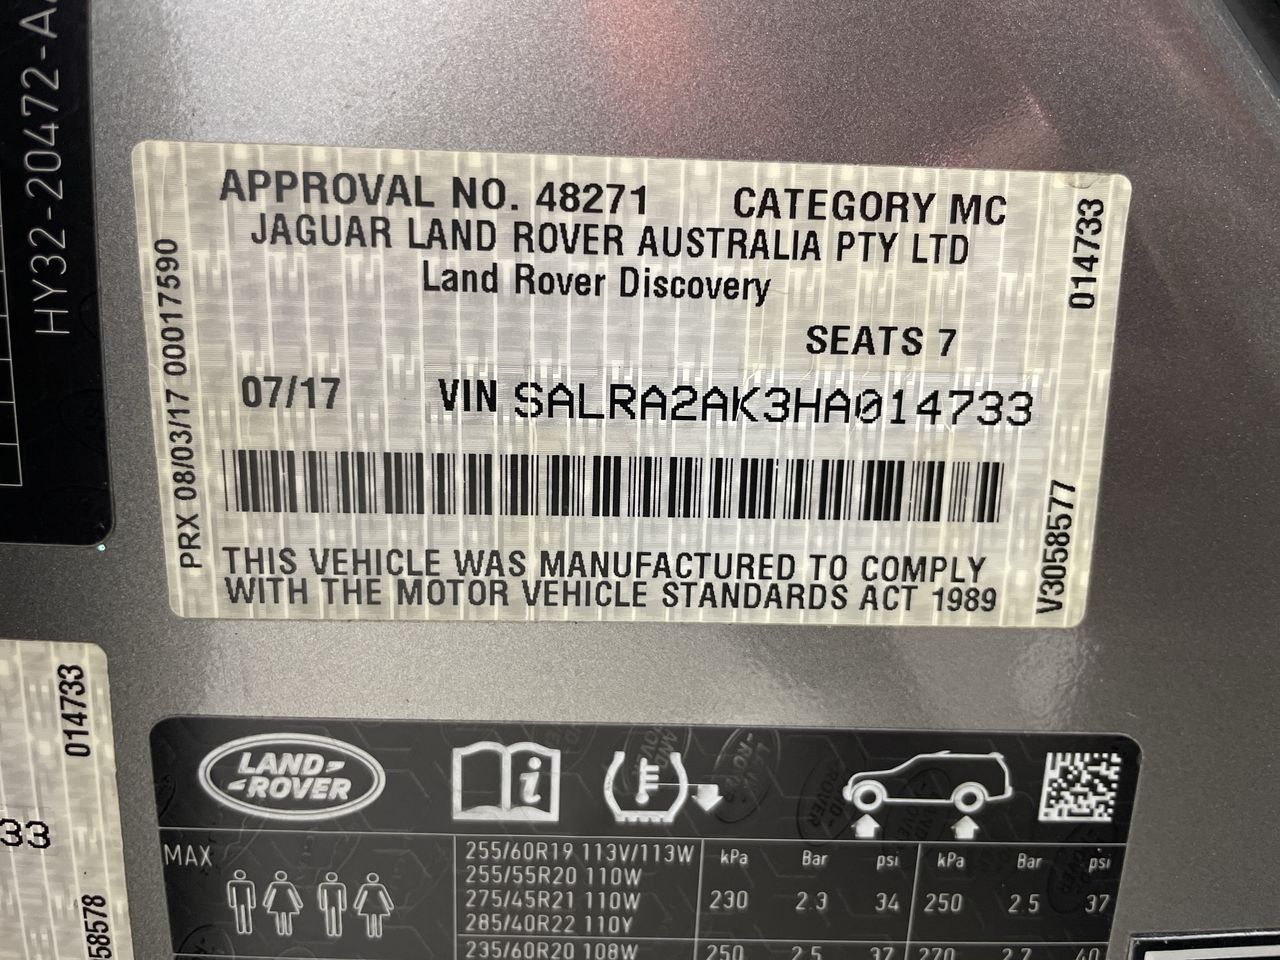 HY32-20472-A
APPROVAL NO. 48271 CATEGORY MC
JAGUAR LAND ROVER AUSTRALIA PTY LTD
Land Rover Discovery
SEATS 7
07/17 VIN SALRA2AK3HA014733
THIS VEHICLE WAS MANUFACTURED TO COMPLY
WITH THE MOTOR VEHICLE STANDARDS ACT 1989
PRX 08/03/17 00017590
014733
V3058577
014733
33
58578
LAND-
-ROVER
MAX
255/60R19 113V/113W
255/55R20 110W
275/45R21 110W
285/40R22 110Y
kPa Bar psi kPa Bar psi
230 2.3 34 250 2.5 37
235/60R20 108W 250 2.5 37 270 2.7 40